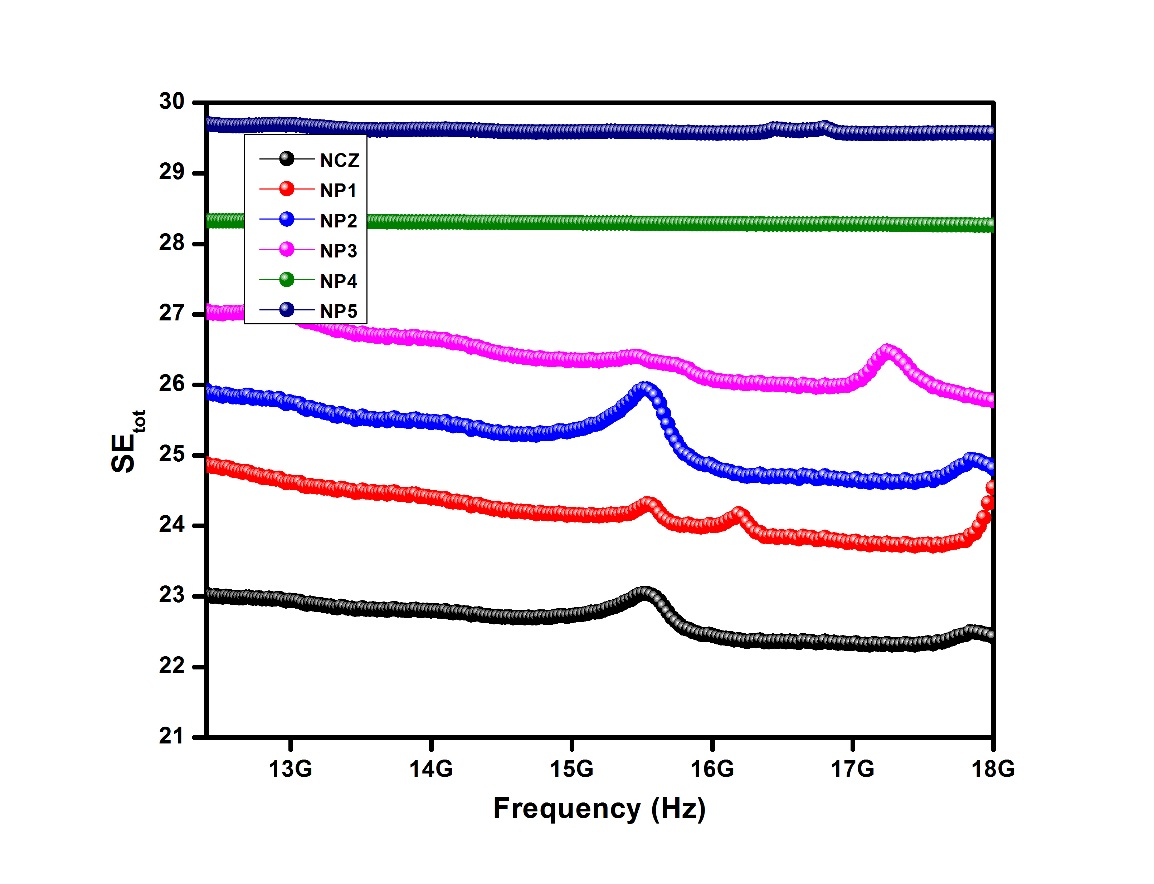 30
29
28
27
26
25
24
23
22
21
SEtot
NCZ
NP1
NP2
NP3
NP4
NP5
13G 14G 15G 16G 17G 18G
Frequency (Hz)